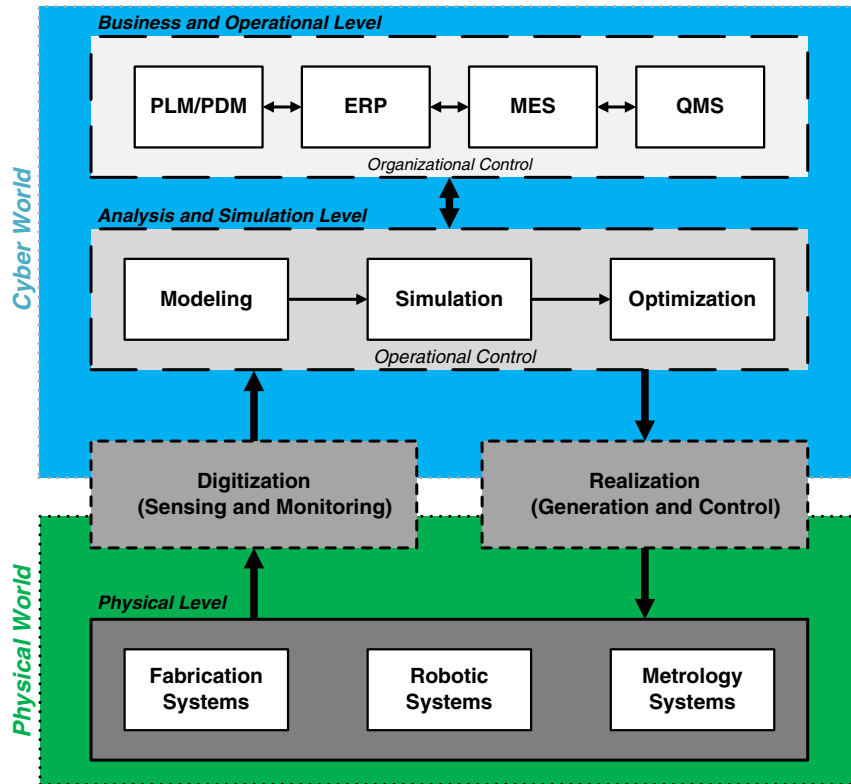 Business and Operational Level
PLM/PDM
ERP
MES
QMS
Organizational Control
Analysis and Simulation Level
Modeling
Simulation
Optimization
Operational Control
Cyber World
Digitization
(Sensing and Monitoring)
Realization
(Generation and Control)
Physical Level
Fabrication
Systems
Robotic
Systems
Metrology
Systems
Physical World